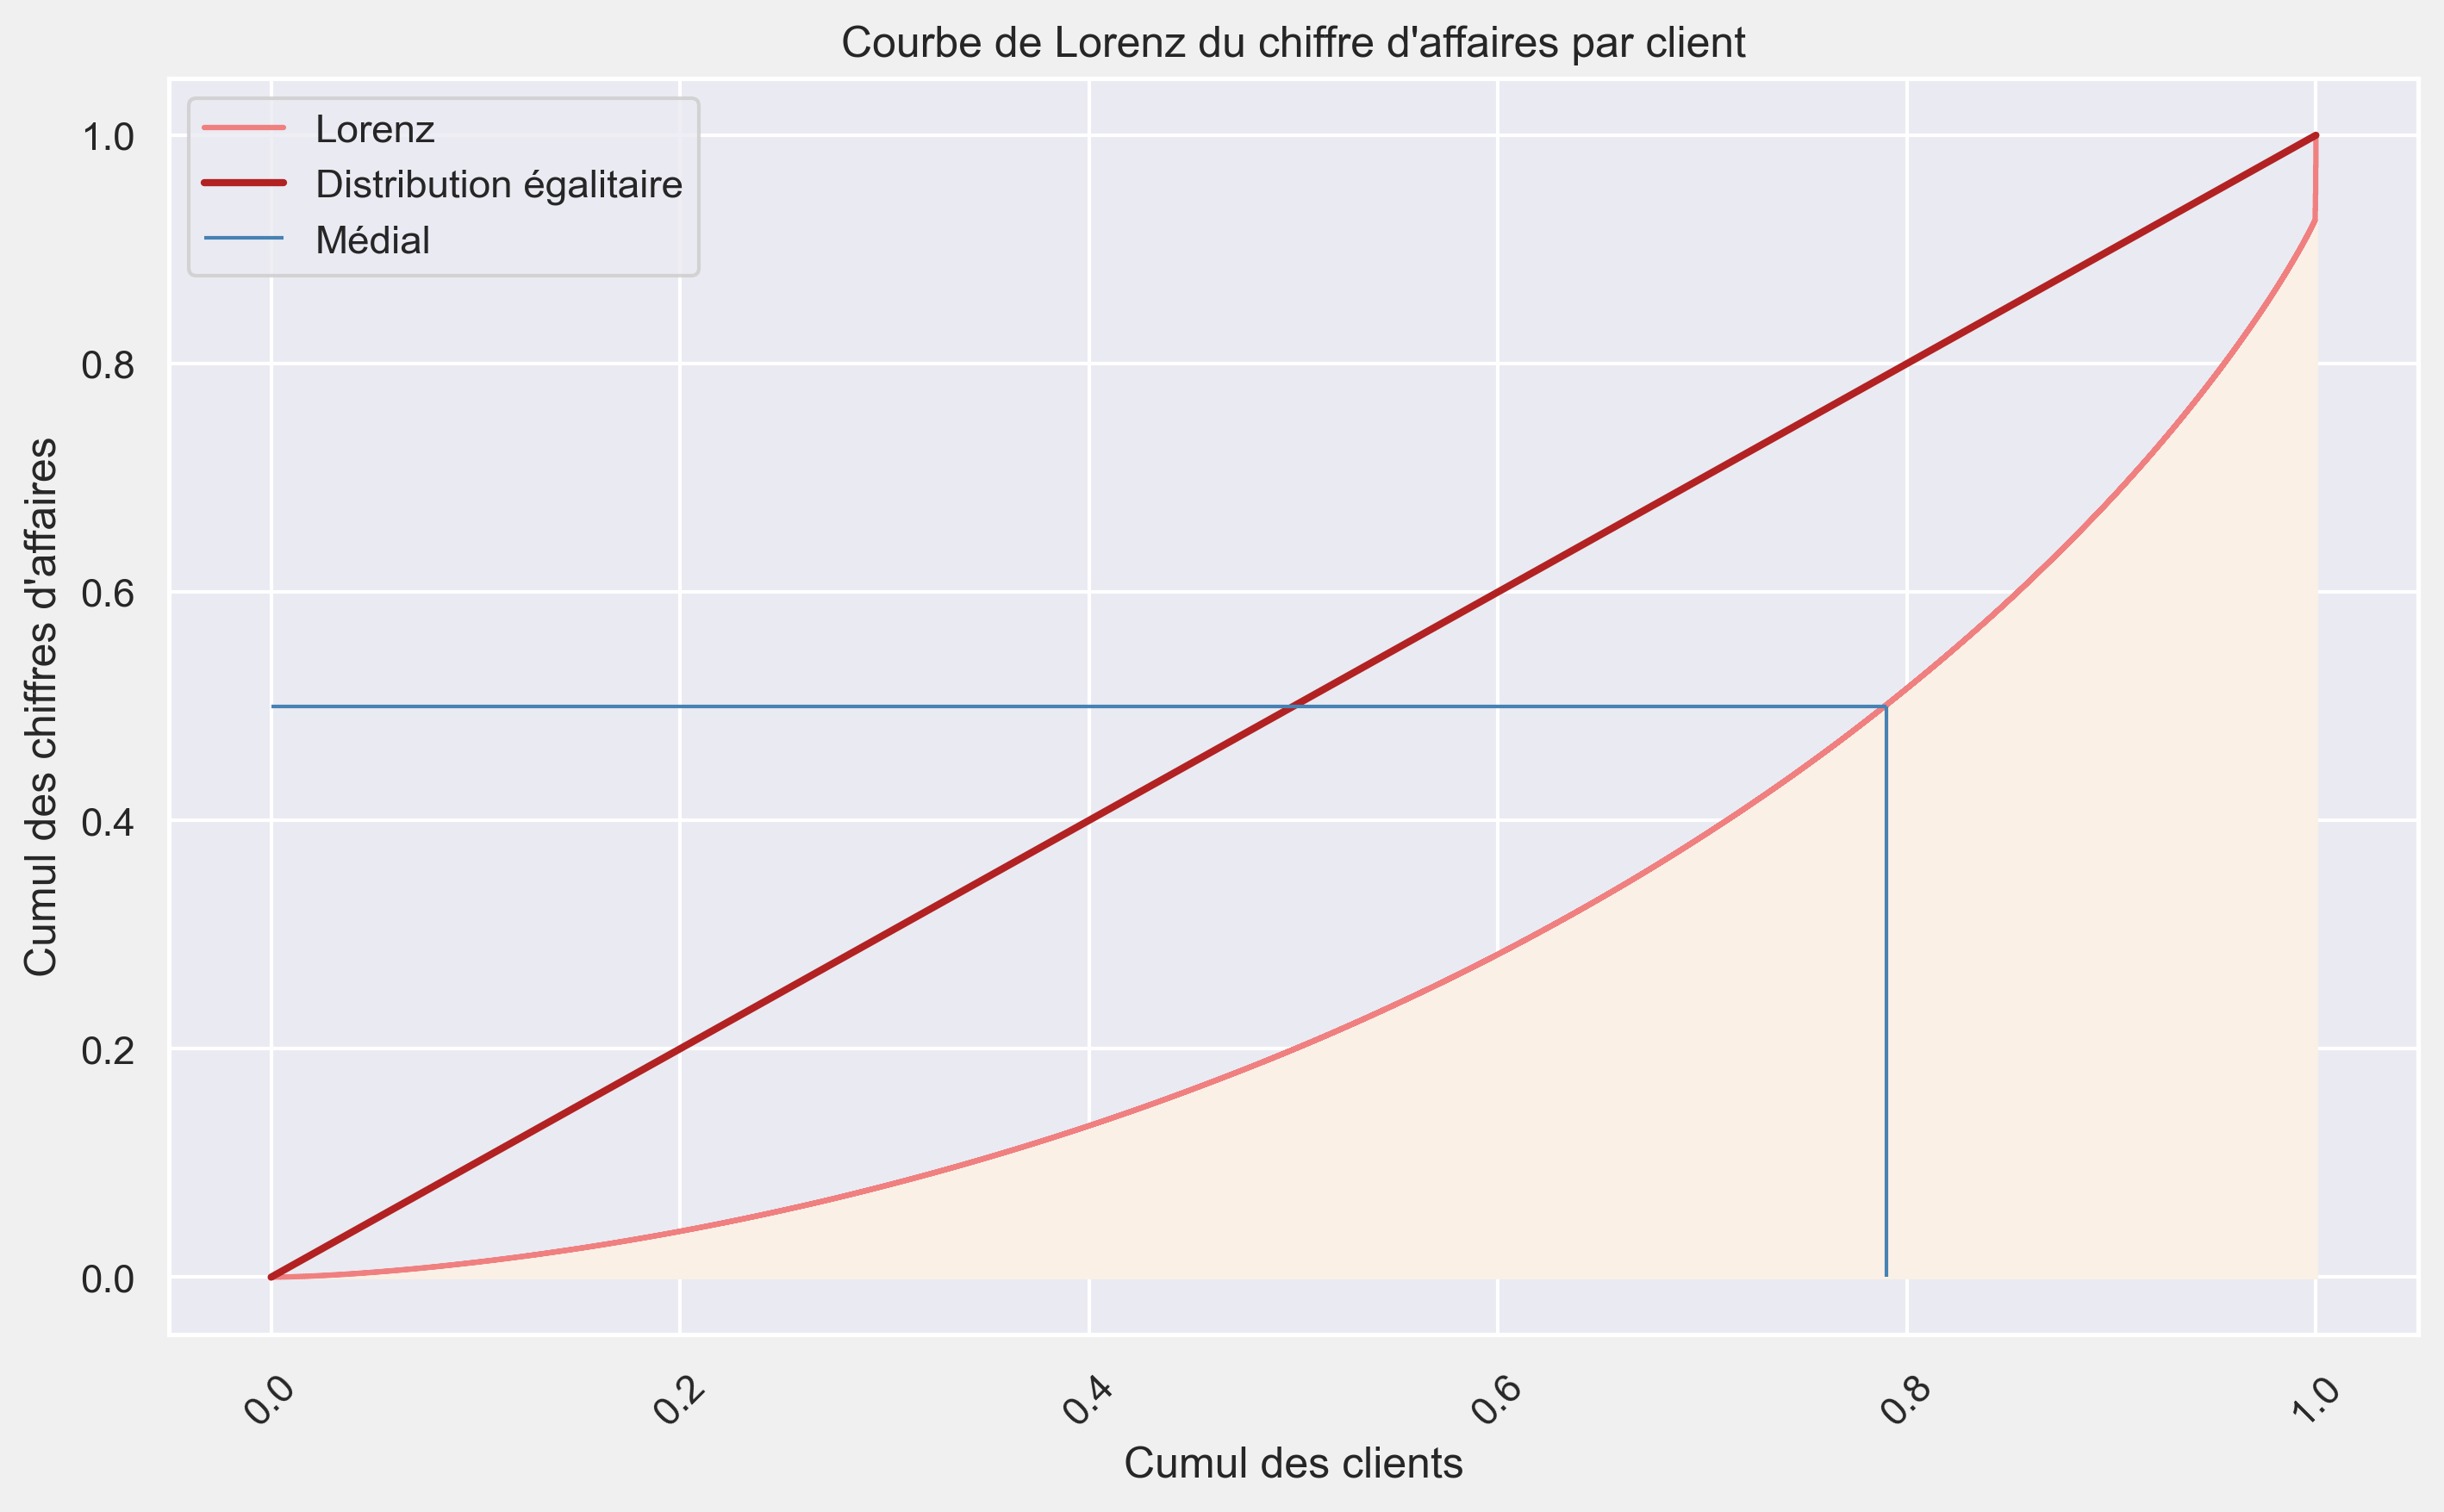 Courbe de Lorenz du chiffre d'affaires par client
Lorenz
Distribution égalitaire
Médial
Cumul des chiffres d'affaires
1.0
0.8
0.6
0.4
0.2
0.0
0.0 0.2 0.4 0.6 0.8 1.0
Cumul des clients